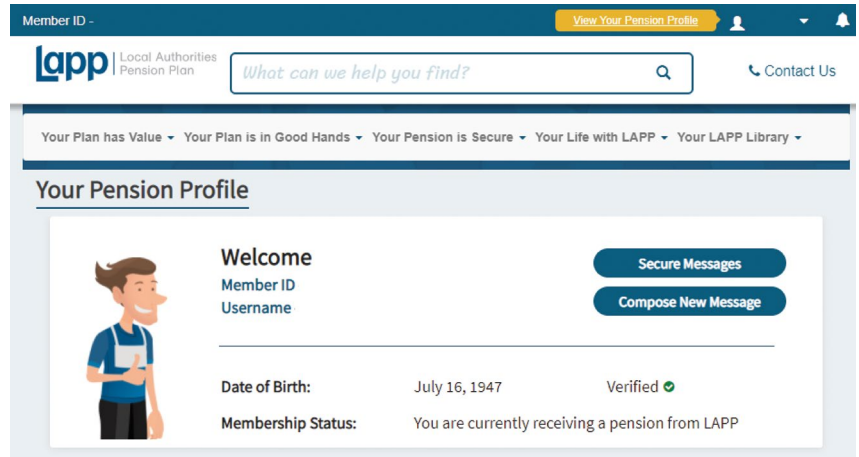 Member ID -
View Your Pension Profile
lapp Local Authorities
Pension Plan
What can we help you find?
Contact Us
Your Plan has Value Your Plan is in Good Hands Your Pension is Secure Your Life with LAPP Your LAPP Library
Your Pension Profile
Welcome
Member ID
Username
Secure Messages
Compose New Message
Date of Birth: July 16, 1947 Verified
Membership Status: You are currently receiving a pension from LAPP